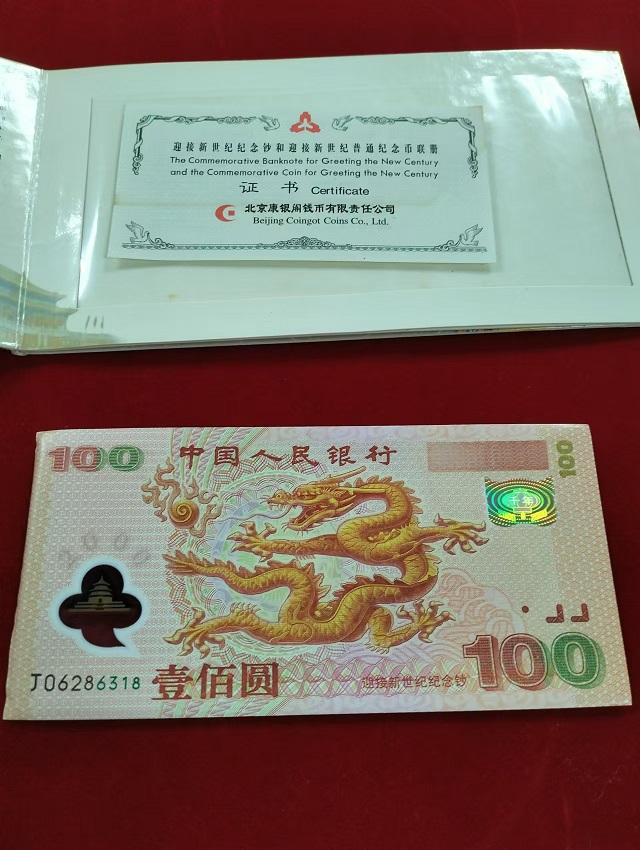 迎接新世纪纪念钞和迎接新世纪普通纪念币联册
The Commemorative Banknote for Greeting the New Century
and the Commemorative Coin for Greeting the New Century
证 书 Certificate
北京康银阁钱币有限责任公司
Beijing Coingot Coins Co., Ltd.
100 中国人民银行
100
千年
2000
J06286318 壹佰圆
迎接新世纪纪念钞 100